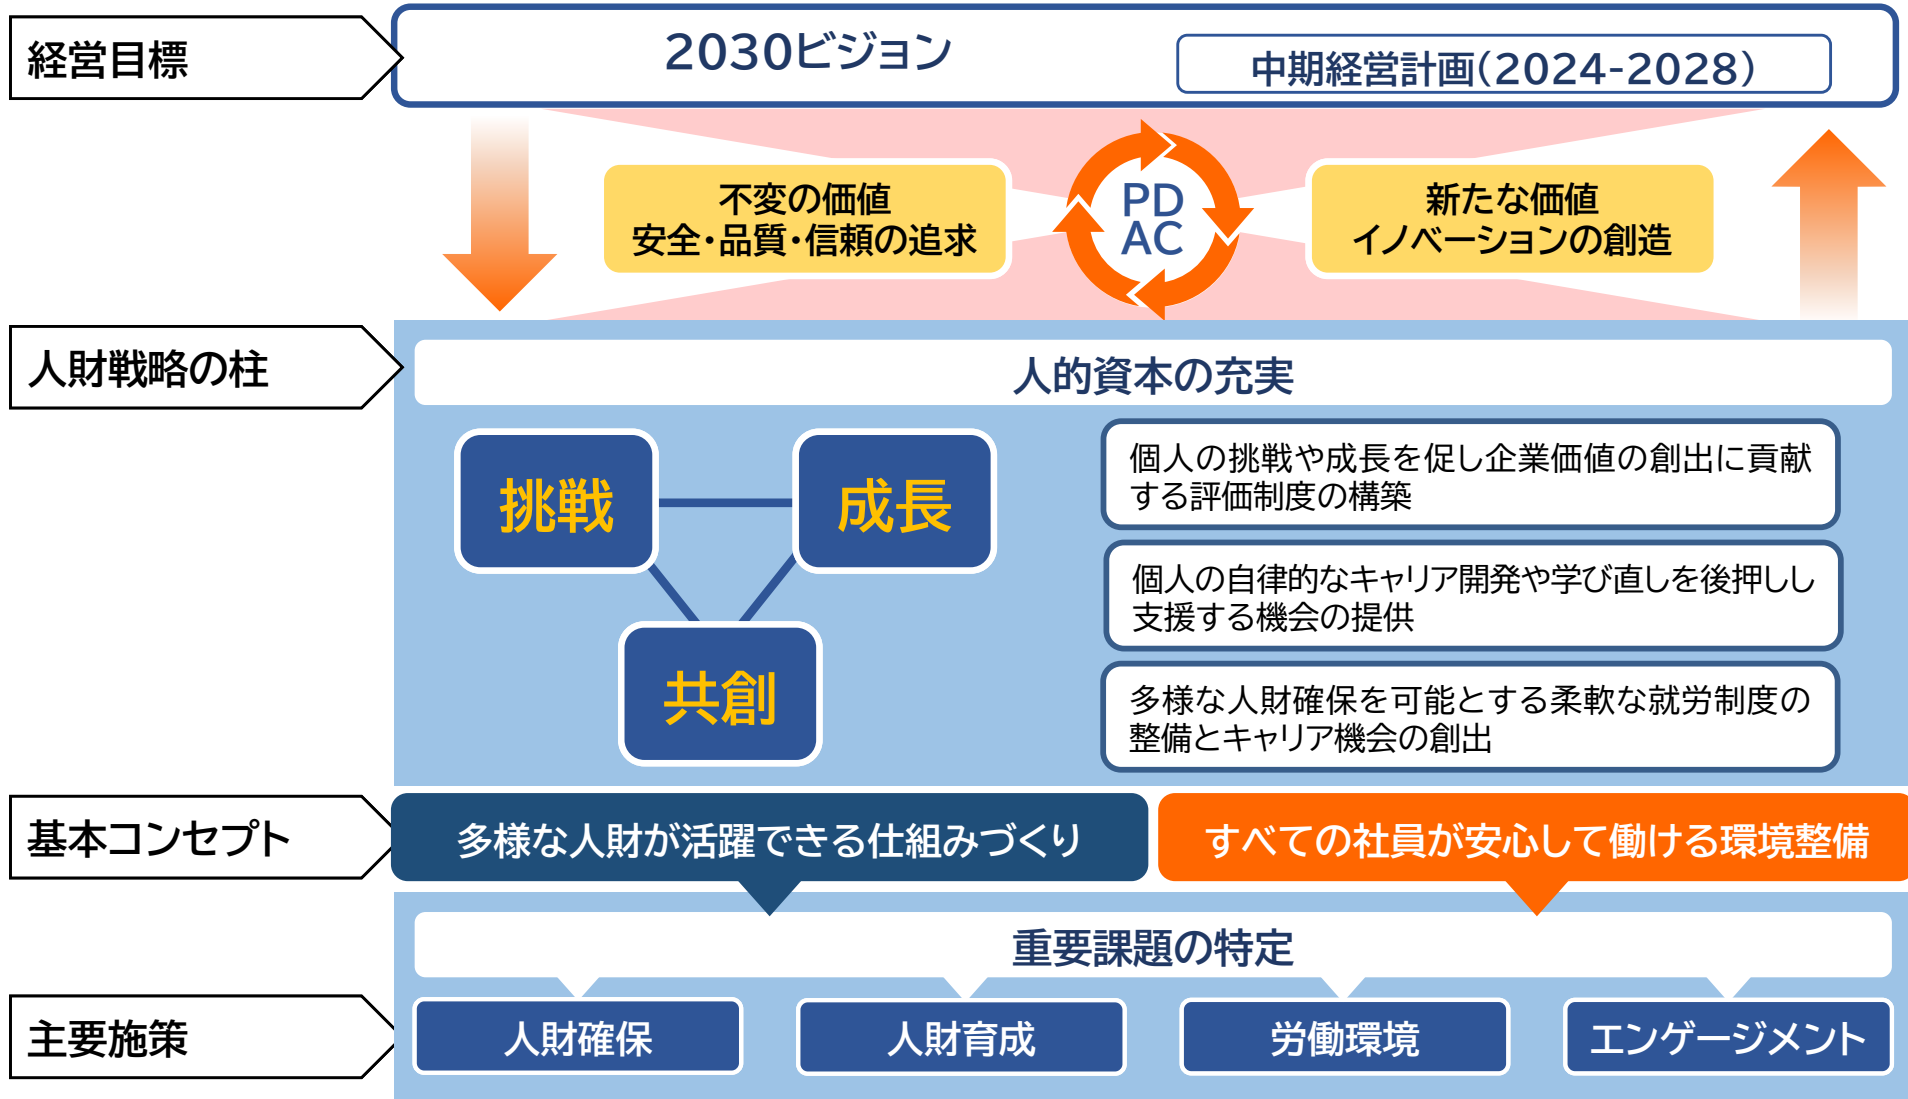 経営目標
2030ビジョン
中期経営計画(2024-2028)
不変の価値
安全・品質・信頼の追求
PD
AC
新たな価値
イノベーションの創造
人財戦略の柱
人的資本の充実
挑戦
成長
共創
個人の挑戦や成長を促し企業価値の創出に貢献
する評価制度の構築
個人の自律的なキャリア開発や学び直しを後押しし
支援する機会の提供
多様な人財確保を可能とする柔軟な就労制度の
整備とキャリア機会の創出
基本コンセプト
多様な人財が活躍できる仕組みづくり
すべての社員が安心して働ける環境整備
重要課題の特定
主要施策
人財確保
人財育成
労働環境
エンゲージメント